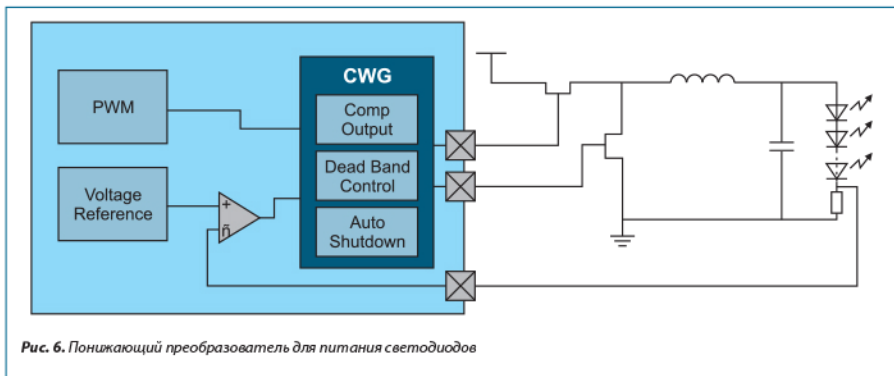 CWG
PWM
Comp
Output
Voltage
Reference
+
n̄
Dead Band
Control
Auto
Shutdown
Рис. 6. Понижающий преобразователь для питания светодиодов